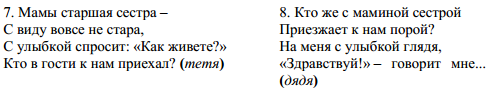 7. Мамы старшая сестра –
С виду вовсе не стара,
С улыбкой спросит: «Как живете?»
Кто в гости к нам приехал? (тетя)
8. Кто же с маминой сестрой
Приезжает к нам порой?
На меня с улыбкой глядя,
«Здравствуй!» – говорит мне...
(дядя)